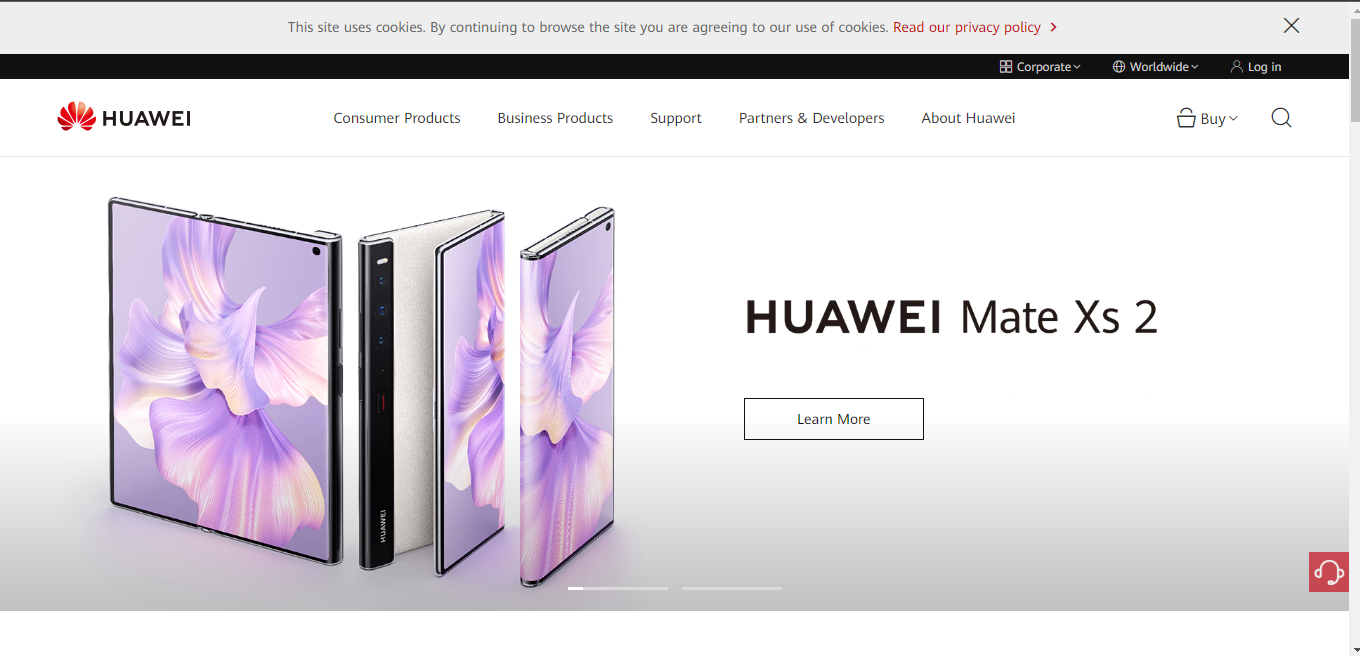 This site uses cookies. By continuing to browse the site you are agreeing to our use of cookies. Read our privacy policy
Corporate Worldwide Log in
HUAWEI Consumer Products Business Products Support Partners & Developers About Huawei Buy
HUAWEI Mate Xs 2
Learn More
HUAWEI